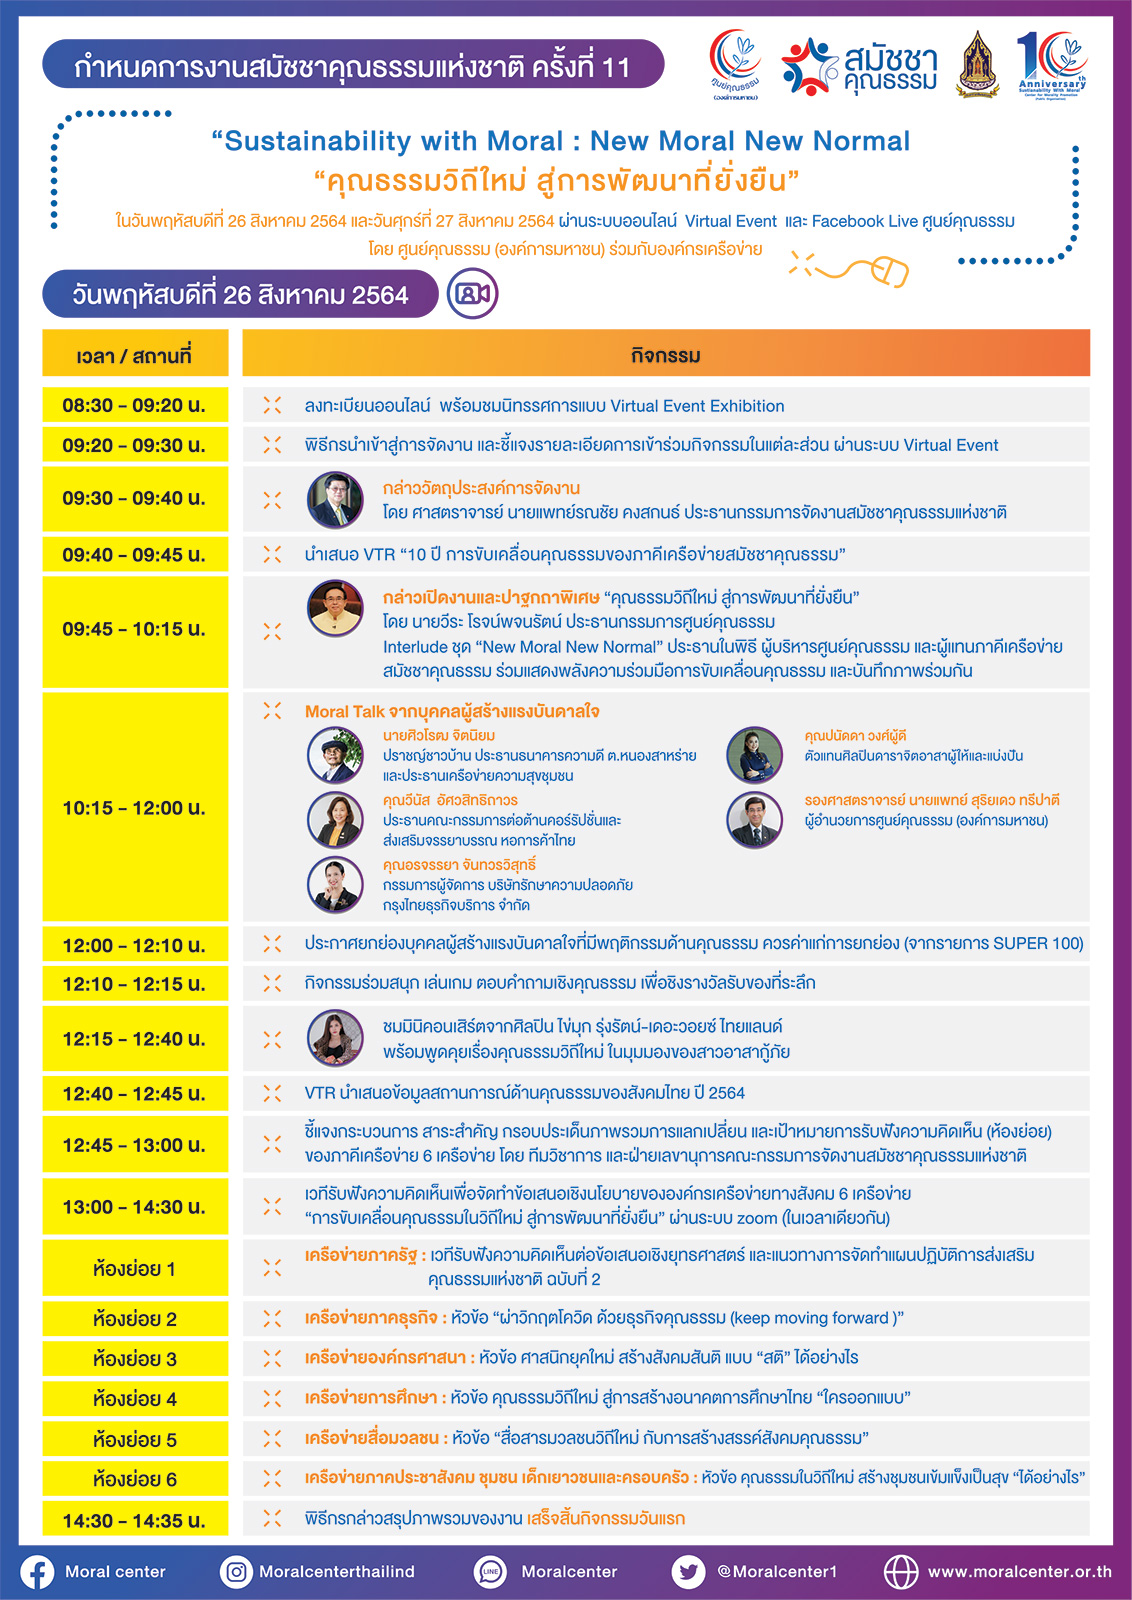 กำหนดการงานสมัชชาคุณธรรมแห่งชาติ ครั้งที่ 11
ศูนย์คุณธรรม
(องค์การมหาชน)
สมัชชา
คุณธรรม
10th
Anniversary
Sustainability With Moral
Center for Morality Promotion
(Public Organization)
“Sustainability with Moral : New Moral New Normal
“คุณธรรมวิถีใหม่ สู่การพัฒนาที่ยั่งยืน”
ในวันพฤหัสบดีที่ 26 สิงหาคม 2564 และวันศุกร์ที่ 27 สิงหาคม 2564 ผ่านระบบออนไลน์ Virtual Event และ Facebook Live ศูนย์คุณธรรม
โดย ศูนย์คุณธรรม (องค์การมหาชน) ร่วมกับองค์กรเครือข่าย
วันพฤหัสบดีที่ 26 สิงหาคม 2564
เวลา / สถานที่
กิจกรรม
08:30 - 09:20 น.
ลงทะเบียนออนไลน์ พร้อมชมนิทรรศการแบบ Virtual Event Exhibition
09:20 - 09:30 น.
พิธีกรนำเข้าสู่การจัดงาน และชี้แจงรายละเอียดการเข้าร่วมกิจกรรมในแต่ละส่วน ผ่านระบบ Virtual Event
09:30 - 09:40 น.
กล่าววัตถุประสงค์การจัดงาน
โดย ศาสตราจารย์ นายแพทย์รณชัย คงสกนธ์ ประธานกรรมการจัดงานสมัชชาคุณธรรมแห่งชาติ
09:40 - 09:45 น.
นำเสนอ VTR “10 ปี การขับเคลื่อนคุณธรรมของภาคีเครือข่ายสมัชชาคุณธรรม”
09:45 - 10:15 น.
กล่าวเปิดงานและปาฐกถาพิเศษ “คุณธรรมวิถีใหม่ สู่การพัฒนาที่ยั่งยืน”
โดย นายวีระ โรจน์พจนรัตน์ ประธานกรรมการศูนย์คุณธรรม
Interlude ชุด “New Moral New Normal” ประธานในพิธี ผู้บริหารศูนย์คุณธรรม และผู้แทนภาคีเครือข่าย
สมัชชาคุณธรรม ร่วมแสดงพลังความร่วมมือการขับเคลื่อนคุณธรรม และบันทึกภาพร่วมกัน
10:15 - 12:00 น.
Moral Talk จากบุคคลผู้สร้างแรงบันดาลใจ
นายศิวโรฒ จิตนิยม
ปราชญ์ชาวบ้าน ประธานธนาคารความดี ต.หนองสาหร่าย
และประธานเครือข่ายความสุขชุมชน
คุณปนัดดา วงศ์ผู้ดี
ตัวแทนศิลปินดาราจิตอาสาผู้ให้และแบ่งปัน
คุณวีนัส อัศวสิทธิถาวร
ประธานคณะกรรมการต่อต้านคอร์รัปชั่นและ
ส่งเสริมจรรยาบรรณ หอการค้าไทย
รองศาสตราจารย์ นายแพทย์ สุริยเดว ทรีปาตี
ผู้อำนวยการศูนย์คุณธรรม (องค์การมหาชน)
คุณอรจรรยา จันทวรวิสุทธิ์
กรรมการผู้จัดการ บริษัทรักษาความปลอดภัย
กรุงไทยธุรกิจบริการ จำกัด
12:00 - 12:10 น.
ประกาศยกย่องบุคคลผู้สร้างแรงบันดาลใจที่มีพฤติกรรมด้านคุณธรรม ควรค่าแก่การยกย่อง (จากรายการ SUPER 100)
12:10 - 12:15 น.
กิจกรรมร่วมสนุก เล่นเกม ตอบคำถามเชิงคุณธรรม เพื่อชิงรางวัลรับของที่ระลึก
12:15 - 12:40 น.
ชมมินิคอนเสิร์ตจากศิลปิน ไข่มุก รุ่งรัตน์-เดอะวอยซ์ ไทยแลนด์
พร้อมพูดคุยเรื่องคุณธรรมวิถีใหม่ ในมุมมองของสาวอาสากู้ภัย
12:40 - 12:45 น.
VTR นำเสนอข้อมูลสถานการณ์ด้านคุณธรรมของสังคมไทย ปี 2564
12:45 - 13:00 น.
ชี้แจงกระบวนการ สาระสำคัญ กรอบประเด็นภาพรวมการแลกเปลี่ยน และเป้าหมายการรับฟังความคิดเห็น (ห้องย่อย)
ของภาคีเครือข่าย 6 เครือข่าย โดย ทีมวิชาการ และฝ่ายเลขานุการคณะกรรมการจัดงานสมัชชาคุณธรรมแห่งชาติ
13:00 - 14:30 น.
เวทีรับฟังความคิดเห็นเพื่อจัดทำข้อเสนอเชิงนโยบายขององค์กรเครือข่ายทางสังคม 6 เครือข่าย
“การขับเคลื่อนคุณธรรมในวิถีใหม่ สู่การพัฒนาที่ยั่งยืน” ผ่านระบบ zoom (ในเวลาเดียวกัน)
ห้องย่อย 1
เครือข่ายภาครัฐ : เวทีรับฟังความคิดเห็นต่อข้อเสนอเชิงยุทธศาสตร์ และแนวทางการจัดทำแผนปฏิบัติการส่งเสริม
คุณธรรมแห่งชาติ ฉบับที่ 2
ห้องย่อย 2
เครือข่ายภาคธุรกิจ : หัวข้อ “ผ่าวิกฤตโควิด ด้วยธุรกิจคุณธรรม (keep moving forward )”
ห้องย่อย 3
เครือข่ายองค์กรศาสนา : หัวข้อ ศาสนิกยุคใหม่ สร้างสังคมสันติ แบบ “สติ” ได้อย่างไร
ห้องย่อย 4
เครือข่ายการศึกษา : หัวข้อ คุณธรรมวิถีใหม่ สู่การสร้างอนาคตการศึกษาไทย “ใครออกแบบ”
ห้องย่อย 5
เครือข่ายสื่อมวลชน : หัวข้อ “สื่อสารมวลชนวิถีใหม่ กับการสร้างสรรค์สังคมคุณธรรม”
ห้องย่อย 6
เครือข่ายภาคประชาสังคม ชุมชน เด็กเยาวชนและครอบครัว : หัวข้อ คุณธรรมในวิถีใหม่ สร้างชุมชนเข้มแข็งเป็นสุข “ได้อย่างไร”
14:30 - 14:35 น.
พิธีกรกล่าวสรุปภาพรวมของงาน เสร็จสิ้นกิจกรรมวันแรก
Moral center
Moralcenterthailind
LINE
Moralcenter
@Moralcenter1
www.moralcenter.or.th